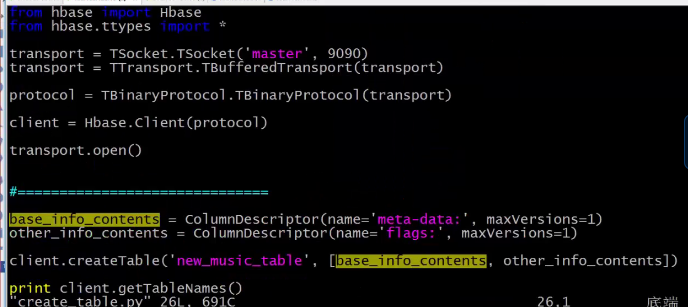 from hbase import Hbase
from hbase.ttypes import *
transport = TSocket.TSocket('master', 9090)
transport = TTransport.TBufferedTransport(transport)
protocol = TBinaryProtocol.TBinaryProtocol(transport)
client = Hbase.Client(protocol)
transport.open()
#==============================
base_info_contents = ColumnDescriptor(name='meta-data:', maxVersions=1)
other_info_contents = ColumnDescriptor(name='flags:', maxVersions=1)
client.createTable('new_music_table', [base_info_contents, other_info_contents])
print client.getTableNames()
"create_table.py" 26L, 691C 26,1 底端